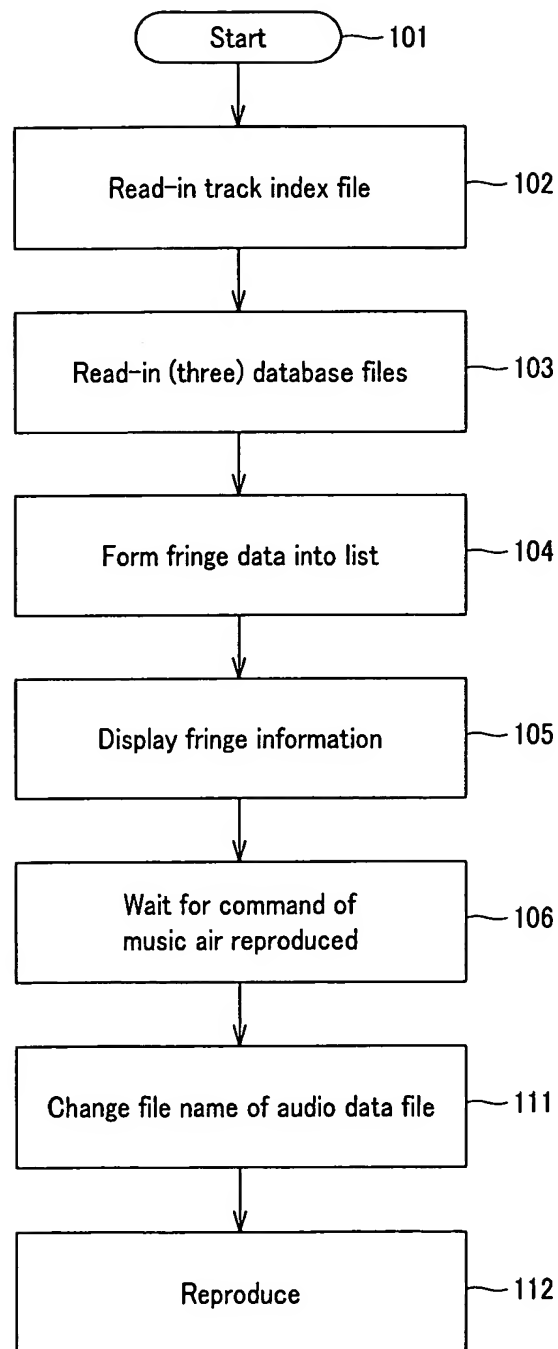 Start
101
Read-in track index file
102
Read-in (three) database files
103
Form fringe data into list
104
Display fringe information
105
Wait for command of
music air reproduced
106
Change file name of audio data file
111
Reproduce
112